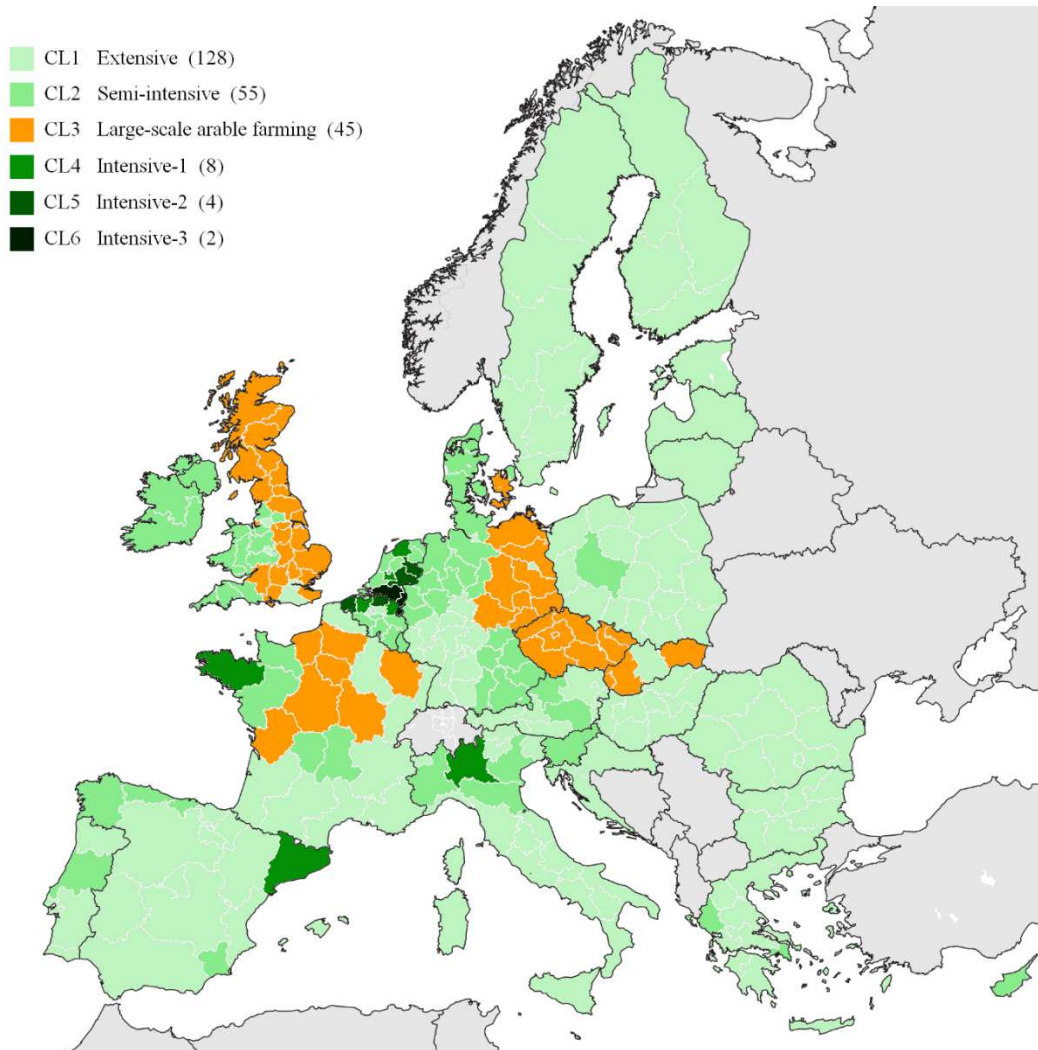 CL1 Extensive (128)
CL2 Semi-intensive (55)
CL3 Large-scale arable farming (45)
CL4 Intensive-1 (8)
CL5 Intensive-2 (4)
CL6 Intensive-3 (2)